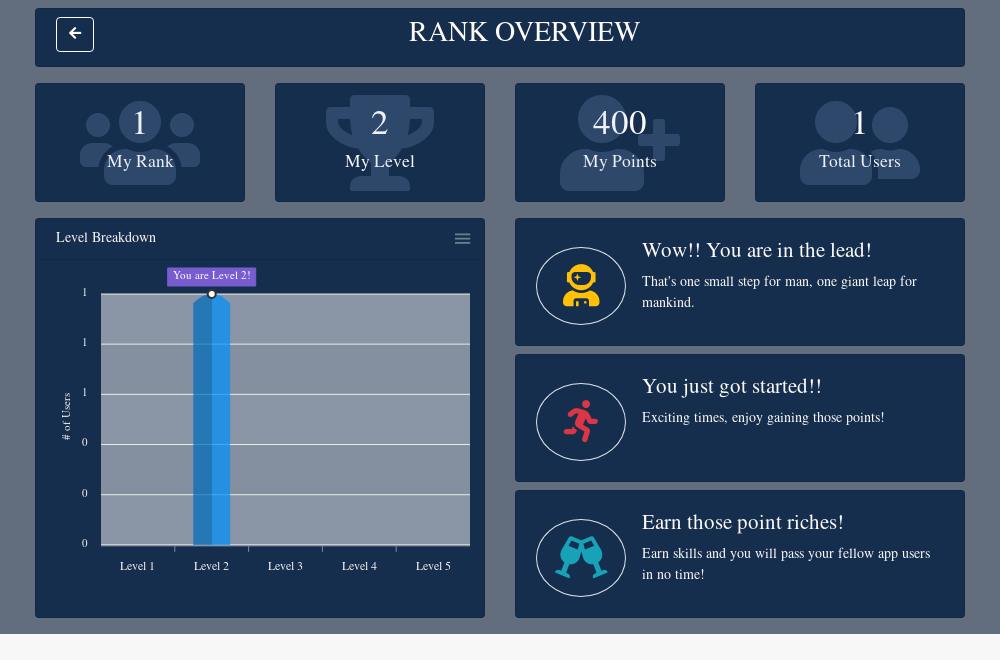 RANK OVERVIEW
1
My Rank
2
My Level
400
My Points
1
Total Users
Level Breakdown
You are Level 2!
1
1
1
0
0
0
# of Users
Level 1
Level 2
Level 3
Level 4
Level 5
Wow!! You are in the lead!
That's one small step for man, one giant leap for
mankind.
You just got started!!
Exciting times, enjoy gaining those points!
Earn those point riches!
Earn skills and you will pass your fellow app users
in no time!